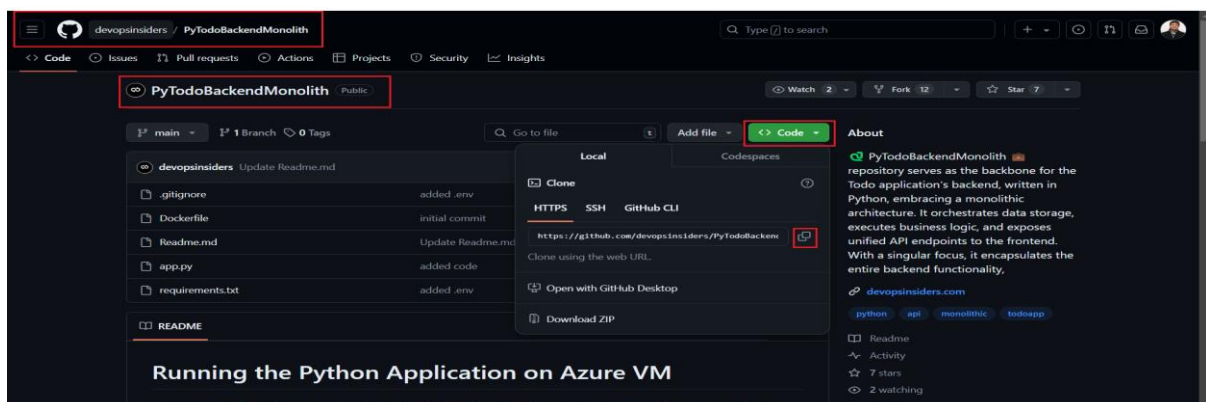 devopsinsiders / PyTodoBackendMonolith
Type / to search
Code Issues Pull requests Actions Projects Security Insights
PyTodoBackendMonolith Public
Watch 2 Fork 12 Star 7
main 1 Branch 0 Tags
Go to file t Add file Code
About
Local Codespaces
devopsinsiders Update Readme.md
PyTodoBackendMonolith
repository serves as the backbone for the
Todo application's backend, written in
Python, embracing a monolithic
architecture. It orchestrates data storage,
executes business logic, and exposes
unified API endpoints to the frontend.
With a singular focus, it encapsulates the
entire backend functionality,
devopsinsiders.com
python api monolithic todoapp
Readme
Activity
7 stars
2 watching
.gitignore added .env
Dockerfile initial commit
Readme.md Update Readme.md
app.py added code
requirements.txt added .env
Clone
HTTPS SSH GitHub CLI
https://github.com/devopsinsiders/PyTodoBackend
Clone using the web URL.
Open with GitHub Desktop
Download ZIP
README
Running the Python Application on Azure VM